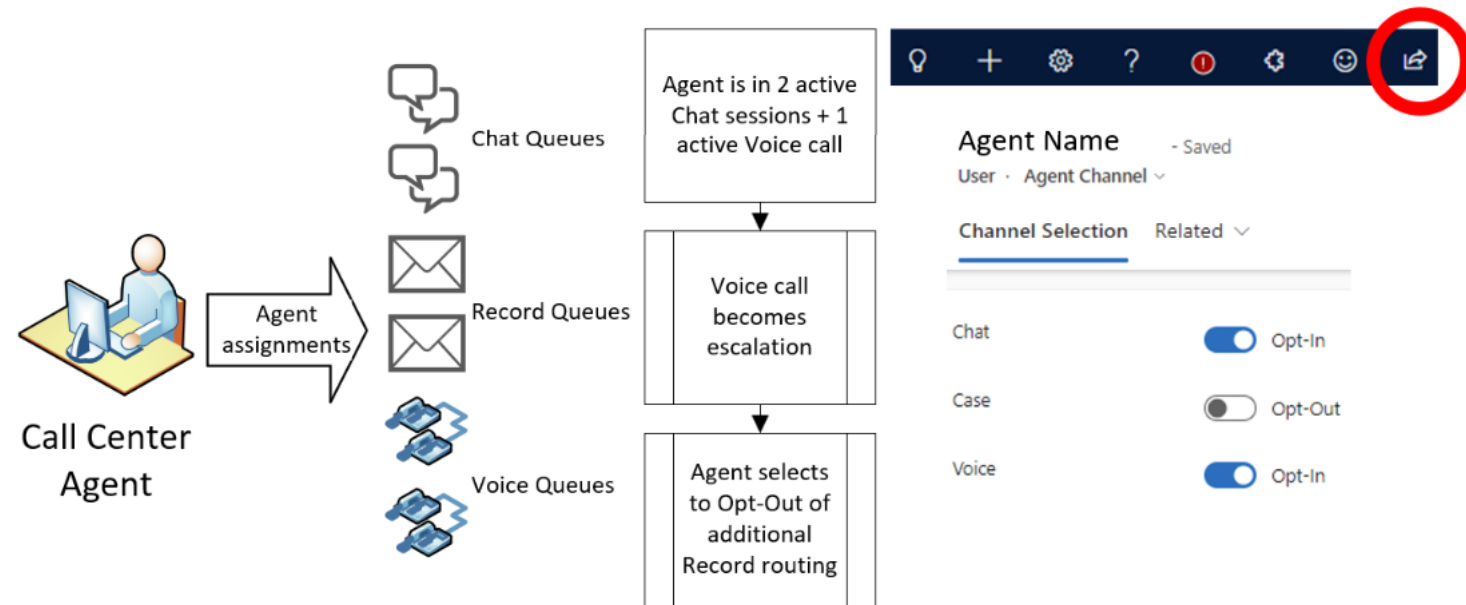 Call Center
Agent
Agent
assignments
Chat Queues
Record Queues
Voice Queues
Agent is in 2 active
Chat sessions + 1
active Voice call
Voice call
becomes
escalation
Agent selects
to Opt-Out of
additional
Record routing
Agent Name - Saved
User · Agent Channel
Channel Selection Related
Chat Opt-In
Case Opt-Out
Voice Opt-In